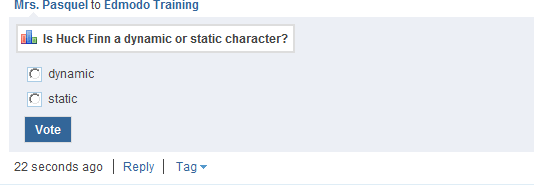 Mrs. Pasquel to Edmodo Training
Is Huck Finn a dynamic or static character?
dynamic
static
Vote
22 seconds ago Reply Tag